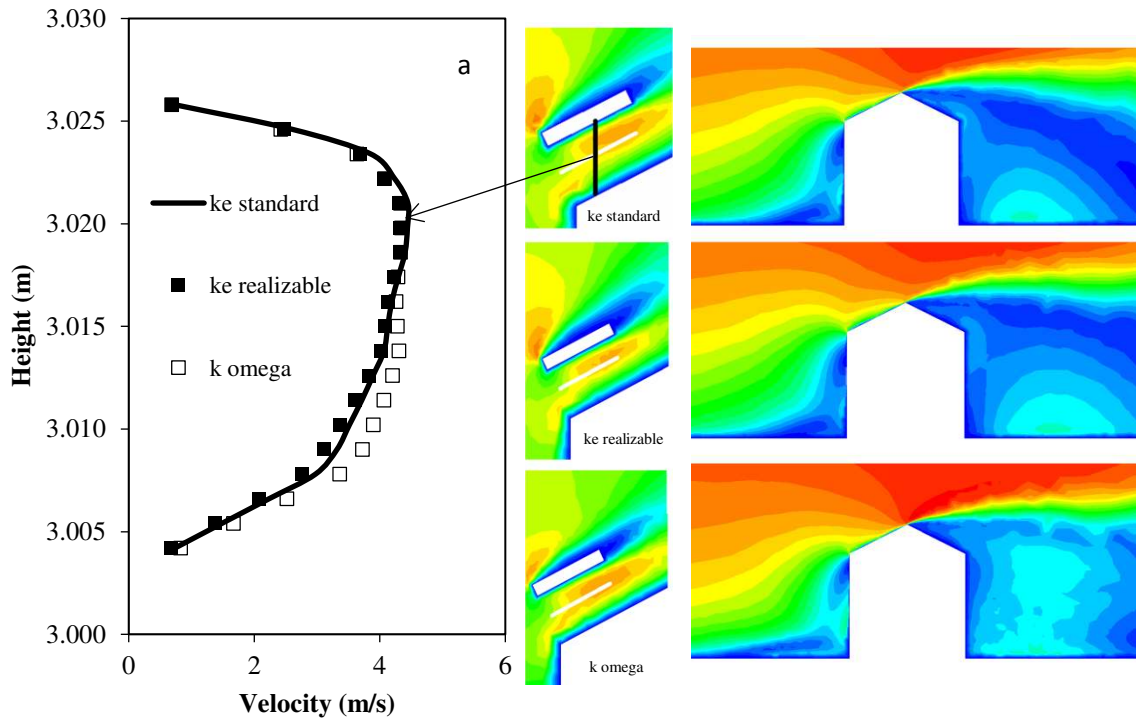 3.030
3.025
3.020
3.015
3.010
3.005
3.000
Height (m)
0
2
4
6
Velocity (m/s)
a
ke standard
ke realizable
k omega
ke standard
ke realizable
k omega